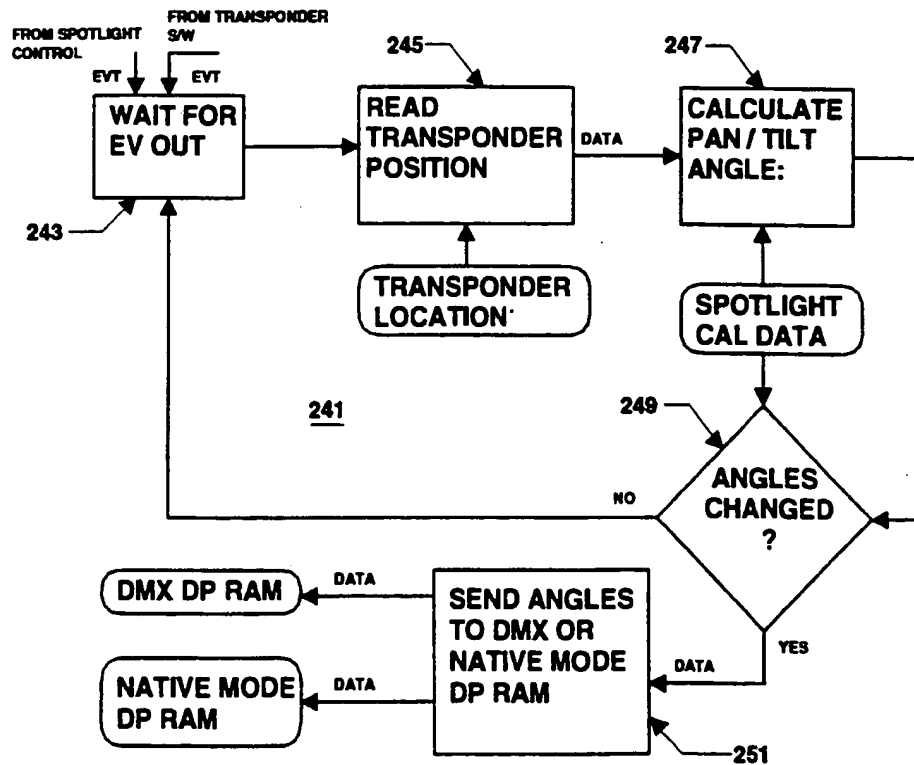 FROM SPOTLIGHT
CONTROL
FROM TRANSPONDER
S/W
EVT
EVT
WAIT FOR
EV OUT
243
245
READ
TRANSPONDER
POSITION
DATA
TRANSPONDER
LOCATION
247
CALCULATE
PAN / TILT
ANGLE:
SPOTLIGHT
CAL DATA
241
249
ANGLES
CHANGED
?
NO
YES
DATA
SEND ANGLES
TO DMX OR
NATIVE MODE
DP RAM
251
DATA
DMX DP RAM
DATA
NATIVE MODE
DP RAM